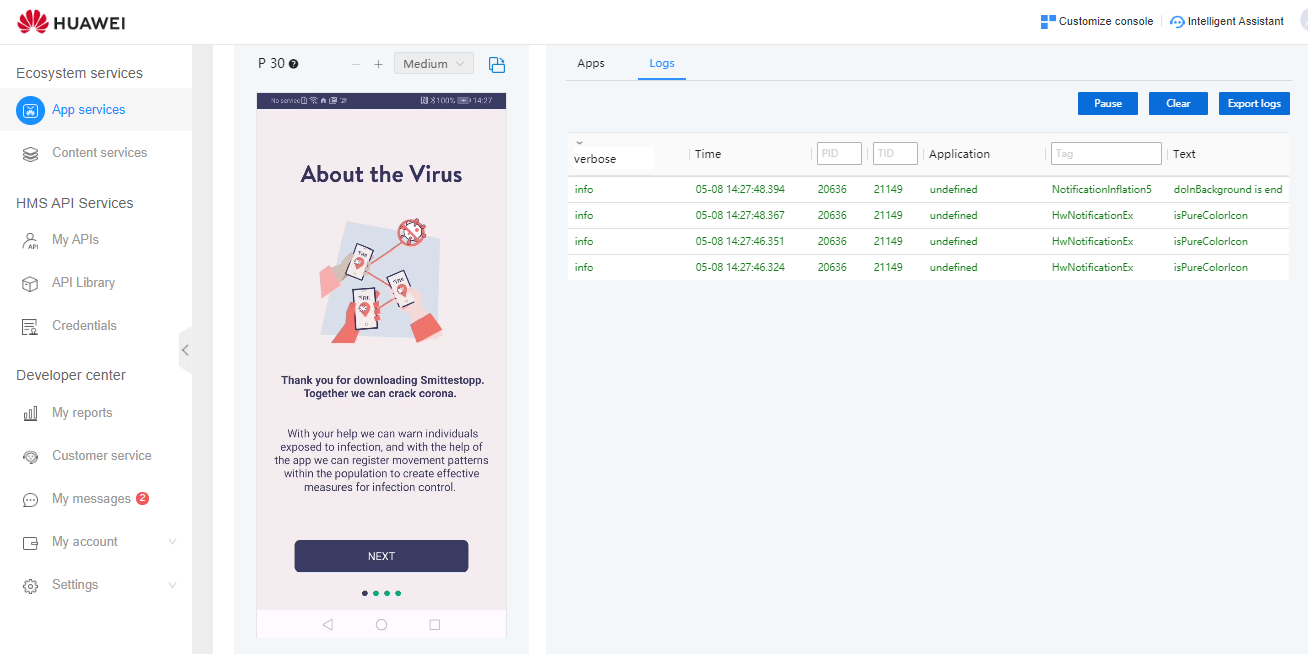 HUAWEI
Customize console
Intelligent Assistant
Ecosystem services
App services
Content services
HMS API Services
My APIs
API Library
Credentials
Developer center
My reports
Customer service
My messages 2
My account
Settings
P 30 ?
− + Medium
No service 100% 14:27
About the Virus
Thank you for downloading Smittestopp.
Together we can crack corona.
With your help we can warn individuals
exposed to infection, and with the help of
the app we can register movement patterns
within the population to create effective
measures for infection control.
NEXT
Apps Logs
Pause Clear Export logs
verbose Time PID TID Application Tag Text
info 05-08 14:27:48.394 20636 21149 undefined NotificationInflation5 doInBackground is end
info 05-08 14:27:48.367 20636 21149 undefined HwNotificationEx isPureColorIcon
info 05-08 14:27:46.351 20636 21149 undefined HwNotificationEx isPureColorIcon
info 05-08 14:27:46.324 20636 21149 undefined HwNotificationEx isPureColorIcon